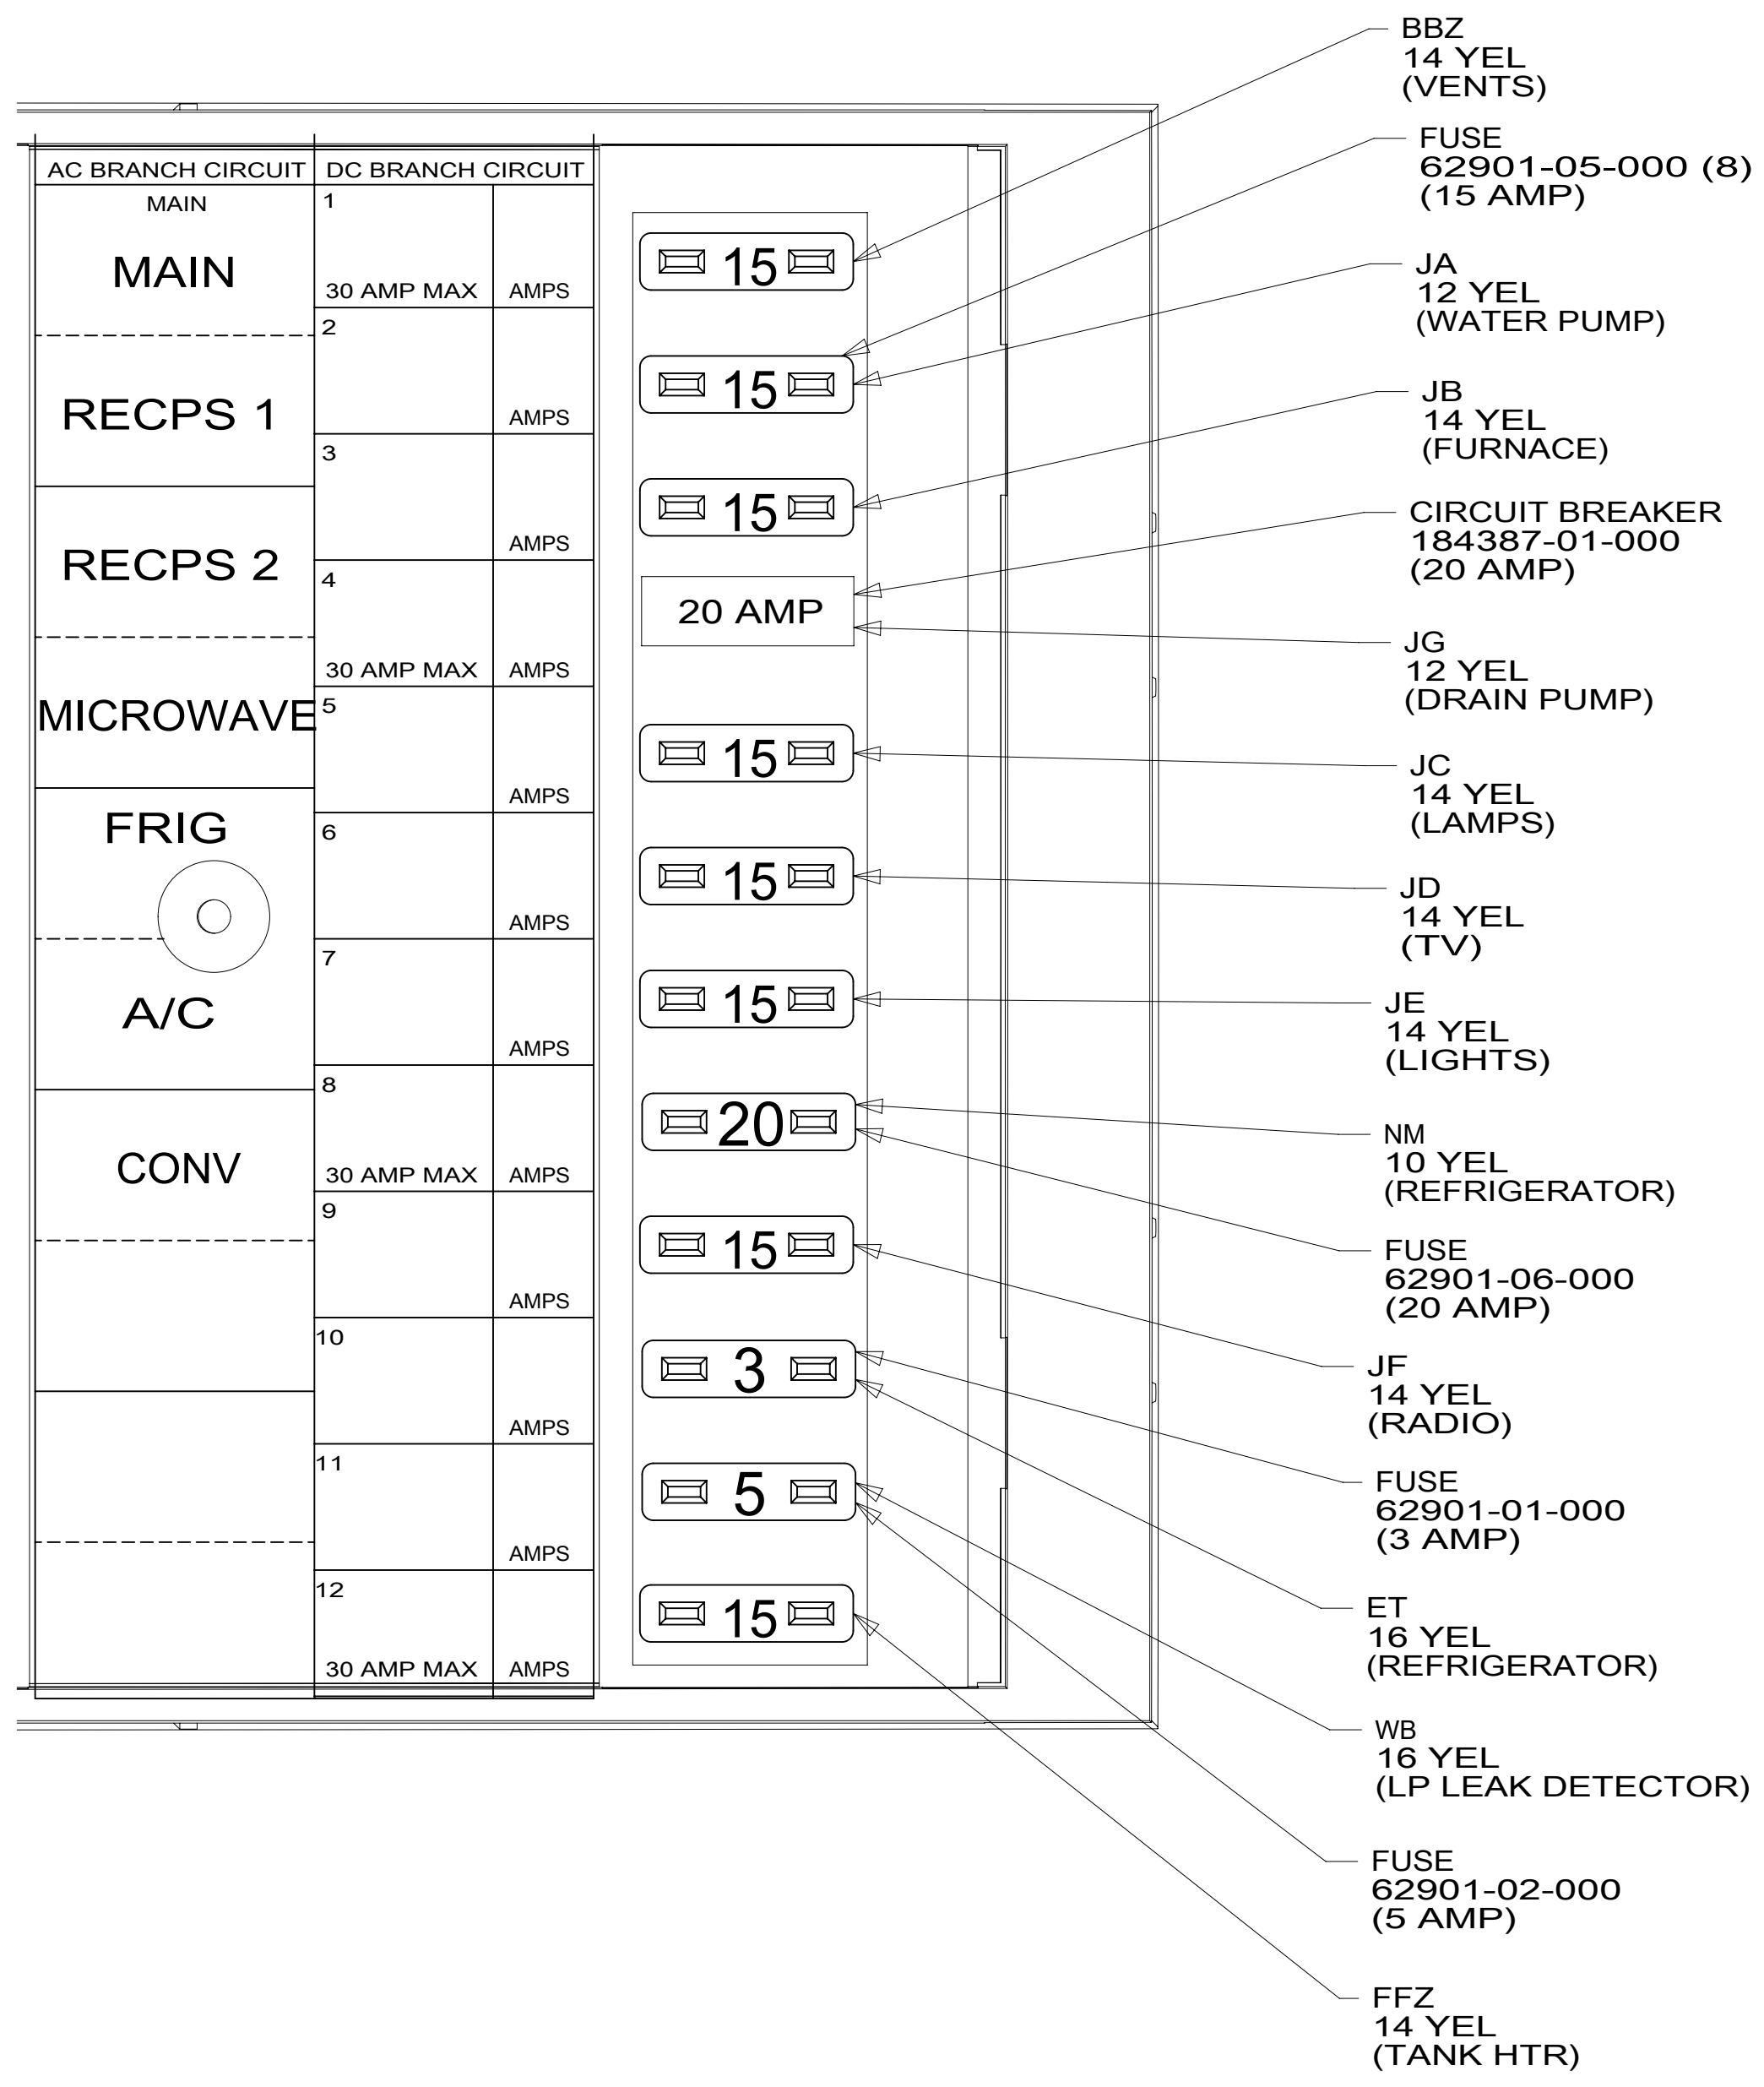 AC BRANCH CIRCUIT
MAIN
MAIN
RECPS 1
RECPS 2
MICROWAVE
FRIG
A/C
CONV
DC BRANCH CIRCUIT
1
30 AMP MAX AMPS
2
AMPS
3
AMPS
4
30 AMP MAX AMPS
5
AMPS
6
AMPS
7
AMPS
8
30 AMP MAX AMPS
9
AMPS
10
AMPS
11
AMPS
12
30 AMP MAX AMPS
15
15
15
20 AMP
15
15
15
20
15
3
5
15
BBZ
14 YEL
(VENTS)
FUSE
62901-05-000 (8)
(15 AMP)
JA
12 YEL
(WATER PUMP)
JB
14 YEL
(FURNACE)
CIRCUIT BREAKER
184387-01-000
(20 AMP)
JG
12 YEL
(DRAIN PUMP)
JC
14 YEL
(LAMPS)
JD
14 YEL
(TV)
JE
14 YEL
(LIGHTS)
NM
10 YEL
(REFRIGERATOR)
FUSE
62901-06-000
(20 AMP)
JF
14 YEL
(RADIO)
FUSE
62901-01-000
(3 AMP)
ET
16 YEL
(REFRIGERATOR)
WB
16 YEL
(LP LEAK DETECTOR)
FUSE
62901-02-000
(5 AMP)
FFZ
14 YEL
(TANK HTR)